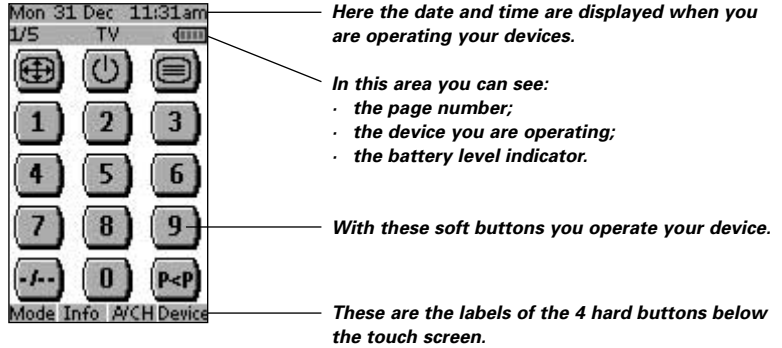 Mon 31 Dec 11:31am
1/5 TV
1 2 3
4 5 6
7 8 9
-/-- 0 P<P
Mode Info A/CH Device
Here the date and time are displayed when you
are operating your devices.
In this area you can see:
· the page number;
· the device you are operating;
· the battery level indicator.
With these soft buttons you operate your device.
These are the labels of the 4 hard buttons below
the touch screen.